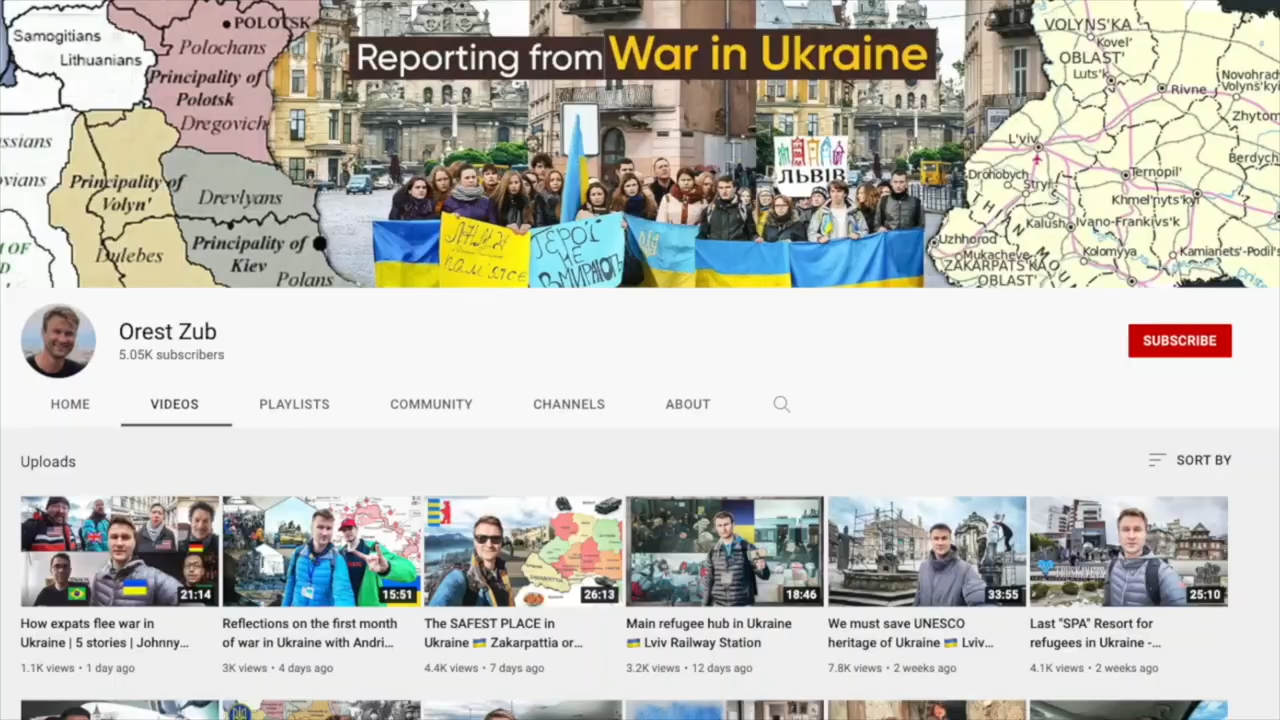 POLOTSK
Samogitians
Lithuanians
Polochans
Principality of
Polotsk
Dregovich
Principality of
Volyn'
Drevlyans
Dulebes
Principality of
Kiev
Polans
Reporting from War in Ukraine
ЛЬВІВ
ГЕРОЇ
НЕ
ВМИРАЮТЬ
VOLYNS'KA
OBLAST'
Kovel'
Luts'k
Rivne
L'viv
Drohobych
Stryi
Ternopil'
Khmel'nyts'kyi
Kalush
Ivano-Frankivs'k
Uzhhorod
Mukacheve
Kolomyya
ZAKARPATS'KA
OBLAST'
Orest Zub
5.05K subscribers
SUBSCRIBE
HOME
VIDEOS
PLAYLISTS
COMMUNITY
CHANNELS
ABOUT
Uploads
SORT BY
21:14
15:51
26:13
18:46
33:55
25:10
How expats flee war in
Ukraine | 5 stories | Johnny...
1.1K views • 1 day ago
Reflections on the first month
of war in Ukraine with Andri...
3K views • 4 days ago
The SAFEST PLACE in
Ukraine 🇺🇦 Zakarpattia or...
4.4K views • 7 days ago
Main refugee hub in Ukraine
🇺🇦 Lviv Railway Station
3.2K views • 12 days ago
We must save UNESCO
heritage of Ukraine 🇺🇦 Lviv...
7.8K views • 2 weeks ago
Last "SPA" Resort for
refugees in Ukraine -...
4.1K views • 2 weeks ago